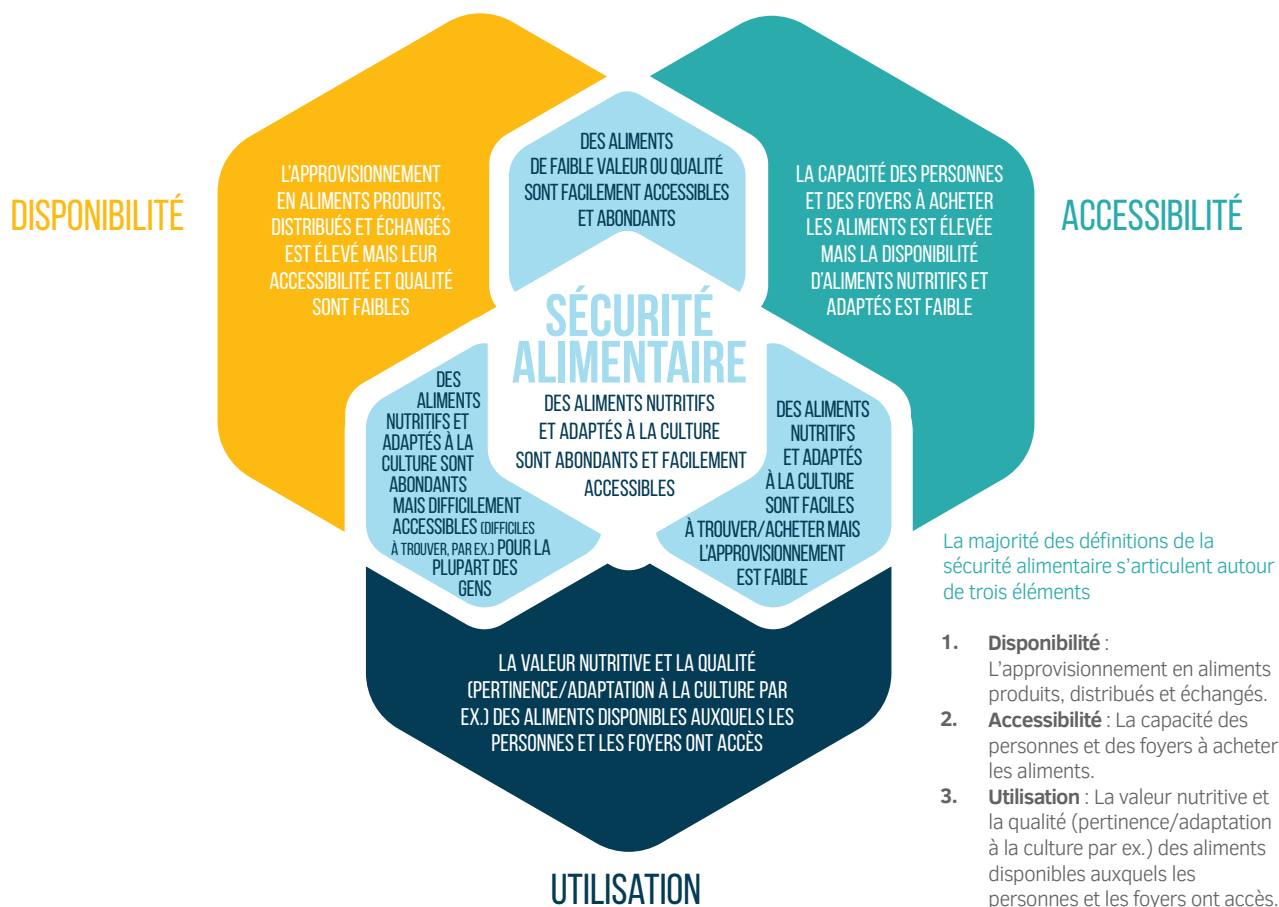 DISPONIBILITÉ
L'APPROVISIONNEMENT
EN ALIMENTS PRODUITS,
DISTRIBUÉS ET ÉCHANGÉS
EST ÉLEVÉ MAIS LEUR
ACCESSIBILITÉ ET QUALITÉ
SONT FAIBLES
DES ALIMENTS
DE FAIBLE VALEUR OU QUALITÉ
SONT FACILEMENT ACCESSIBLES
ET ABONDANTS
LA CAPACITÉ DES PERSONNES
ET DES FOYERS À ACHETER
LES ALIMENTS EST ÉLEVÉE
MAIS LA DISPONIBILITÉ
D'ALIMENTS NUTRITIFS ET
ADAPTÉS EST FAIBLE
ACCESSIBILITÉ
SÉCURITÉ
ALIMENTAIRE
DES ALIMENTS NUTRITIFS
ET ADAPTÉS À LA CULTURE
SONT ABONDANTS ET FACILEMENT
ACCESSIBLES
DES
ALIMENTS
NUTRITIFS ET
ADAPTÉS À LA
CULTURE SONT
ABONDANTS
MAIS DIFFICILEMENT
ACCESSIBLES (DIFFICILES
À TROUVER, PAR EX.) POUR LA
PLUPART DES
GENS
DES ALIMENTS
NUTRITIFS
ET ADAPTÉS
À LA CULTURE
SONT FACILES
À TROUVER/ACHETER MAIS
L'APPROVISIONNEMENT
EST FAIBLE
LA VALEUR NUTRITIVE ET LA QUALITÉ
(PERTINENCE/ADAPTATION À LA CULTURE PAR
EX.) DES ALIMENTS DISPONIBLES AUXQUELS LES
PERSONNES ET LES FOYERS ONT ACCÈS
UTILISATION
La majorité des définitions de la
sécurité alimentaire s'articulent autour
de trois éléments
1. Disponibilité :
L'approvisionnement en aliments
produits, distribués et échangés.
2. Accessibilité : La capacité des
personnes et des foyers à acheter
les aliments.
3. Utilisation : La valeur nutritive et
la qualité (pertinence/adaptation
à la culture par ex.) des aliments
disponibles auxquels les
personnes et les foyers ont accès.